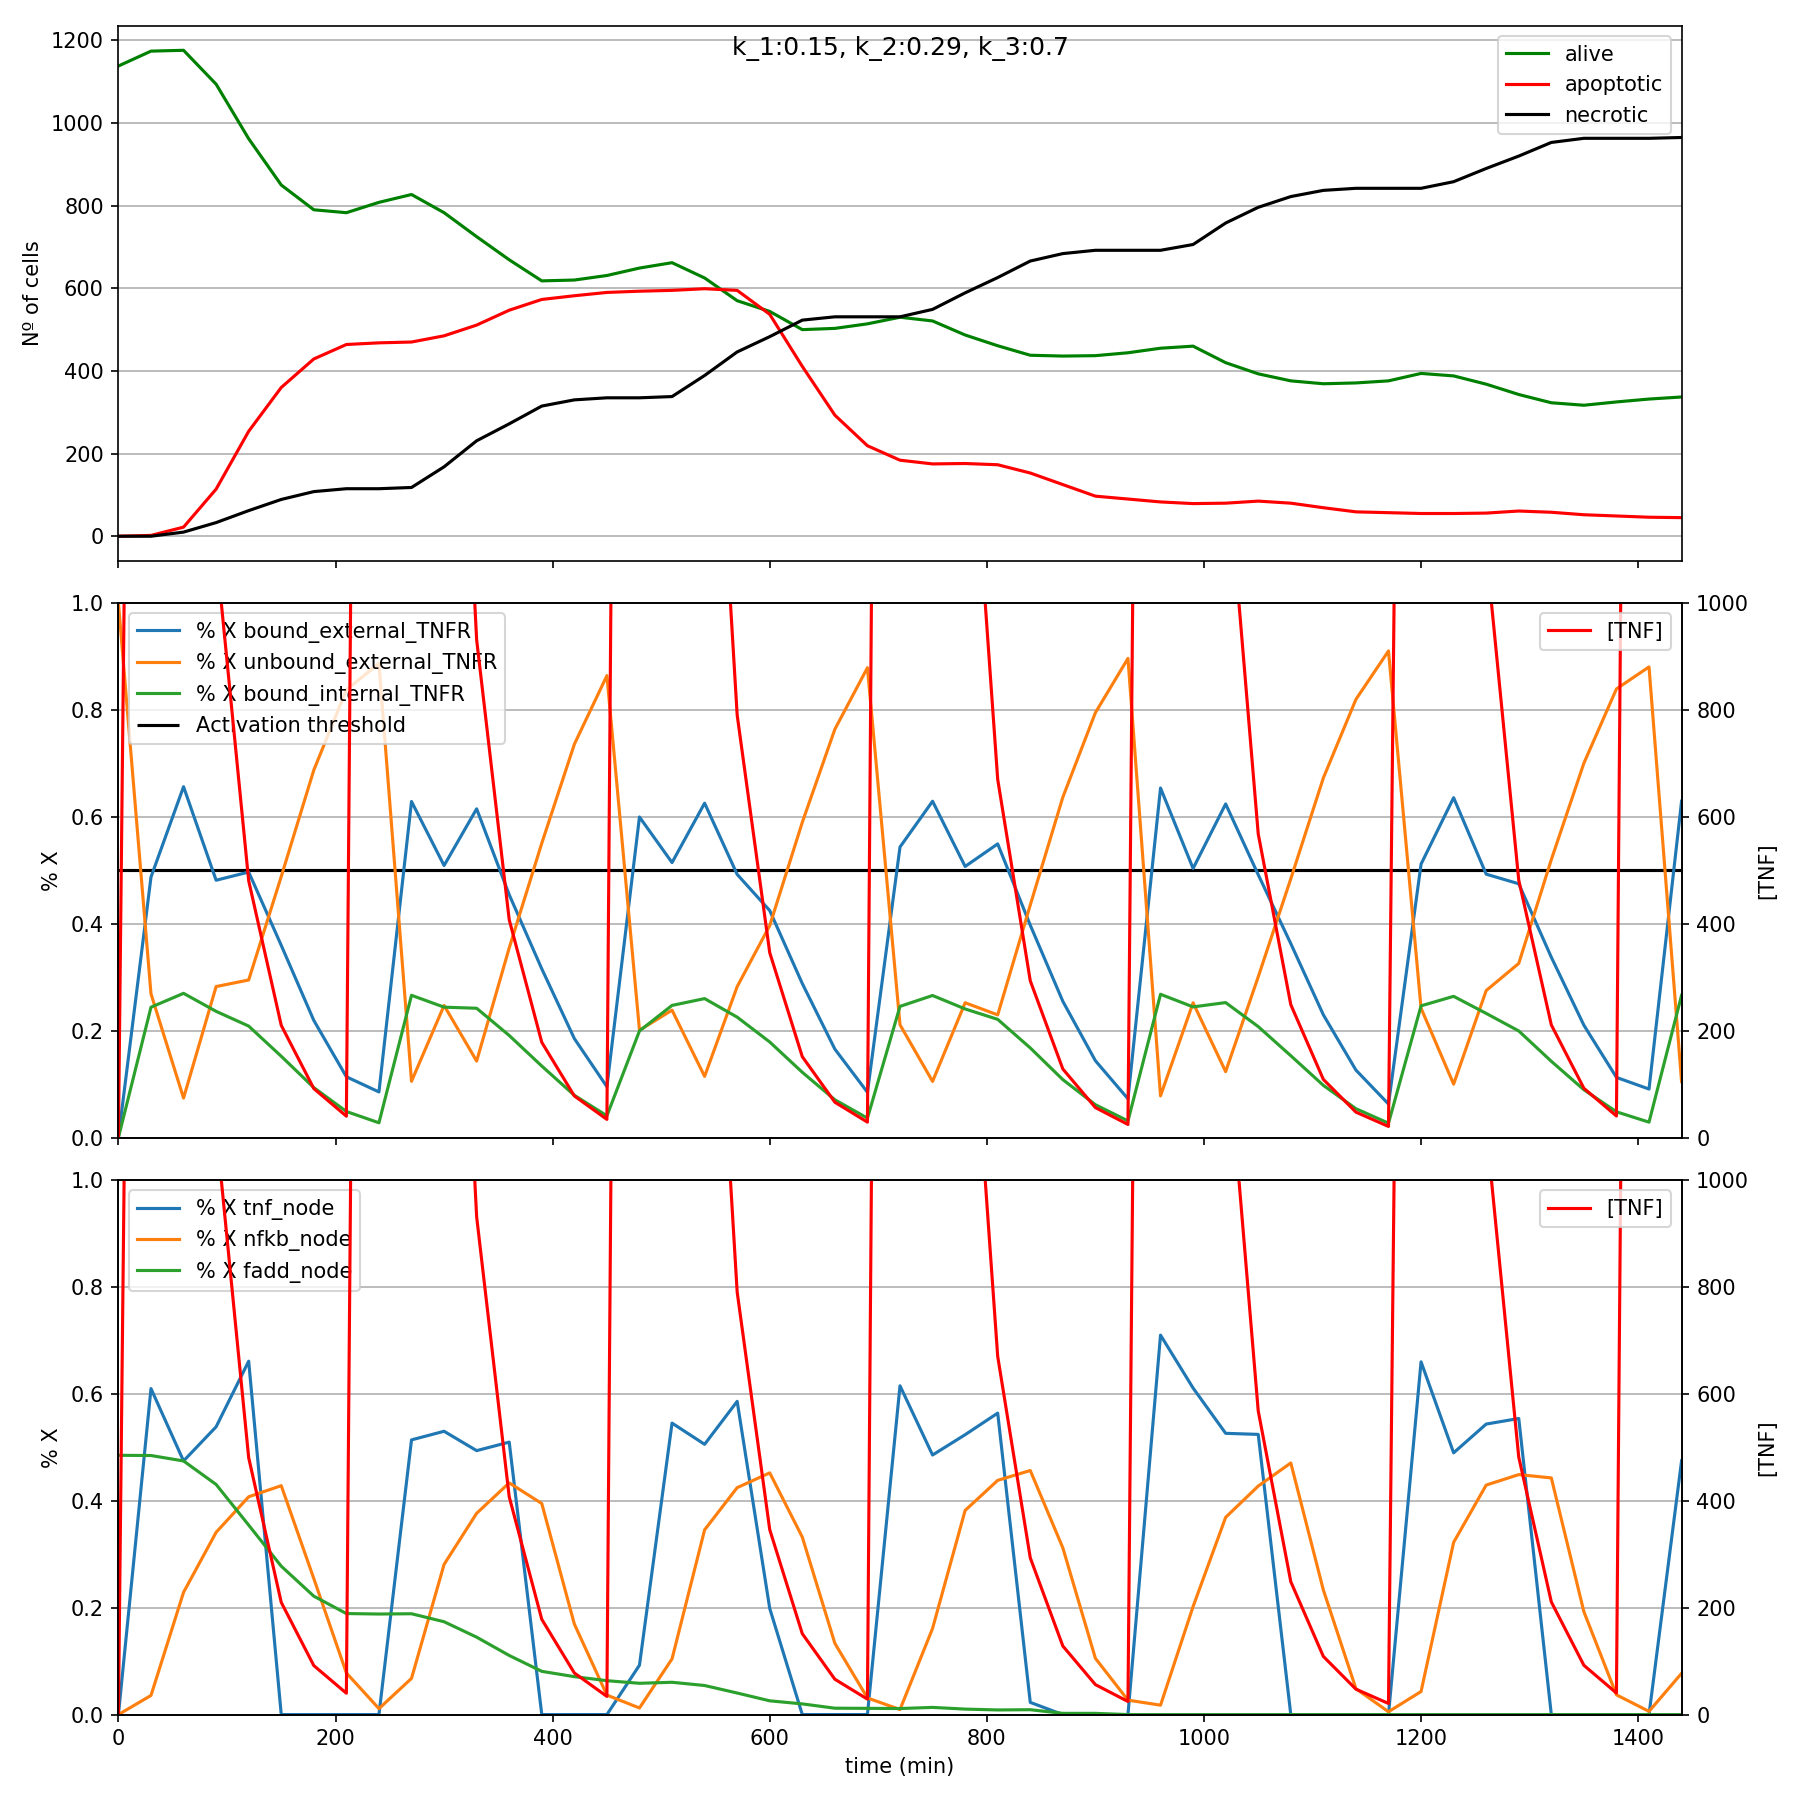 k_1:0.15, k_2:0.29, k_3:0.7
1200
1000
800
600
400
200
0
Nº of cells
alive
apoptotic
necrotic
1.0
0.8
0.6
0.4
0.2
0.0
% X
% X bound_external_TNFR
% X unbound_external_TNFR
% X bound_internal_TNFR
Activation threshold
[TNF]
1000
800
600
400
200
0
[TNF]
1.0
0.8
0.6
0.4
0.2
0.0
% X
% X tnf_node
% X nfkb_node
% X fadd_node
[TNF]
1000
800
600
400
200
0
[TNF]
0 200 400 600 800 1000 1200 1400
time (min)